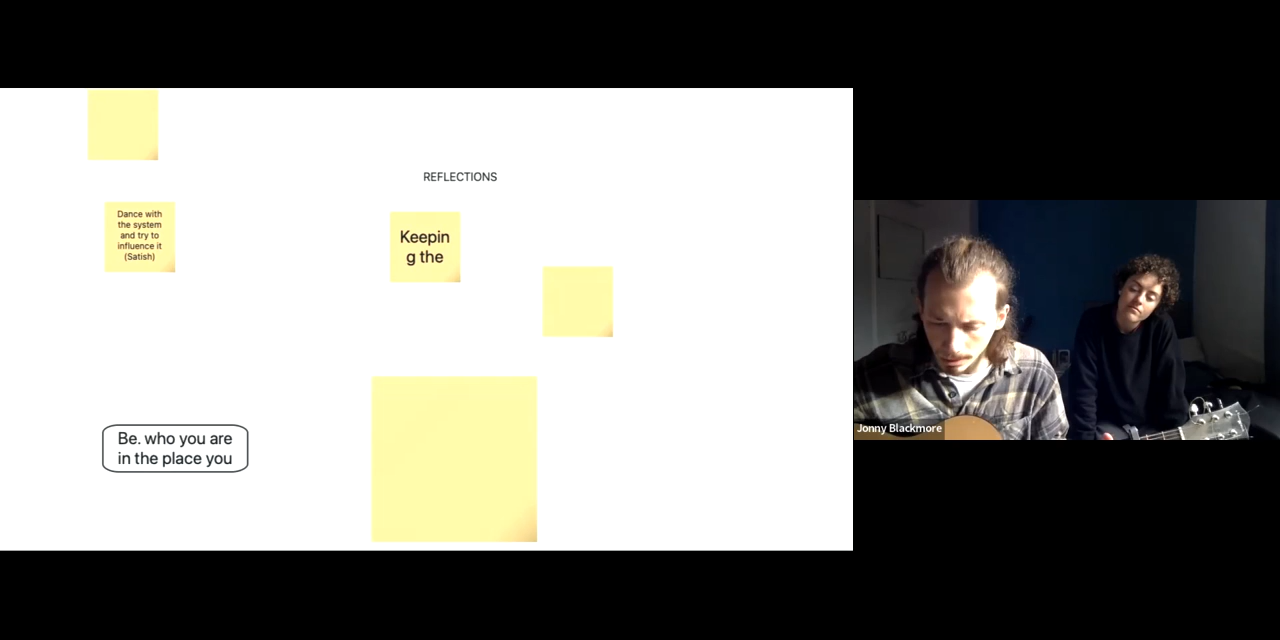 REFLECTIONS
Dance with
the system
and try to
influence it
(Satish)
Keepin
g the
Be. who you are
in the place you
Jonny Blackmore